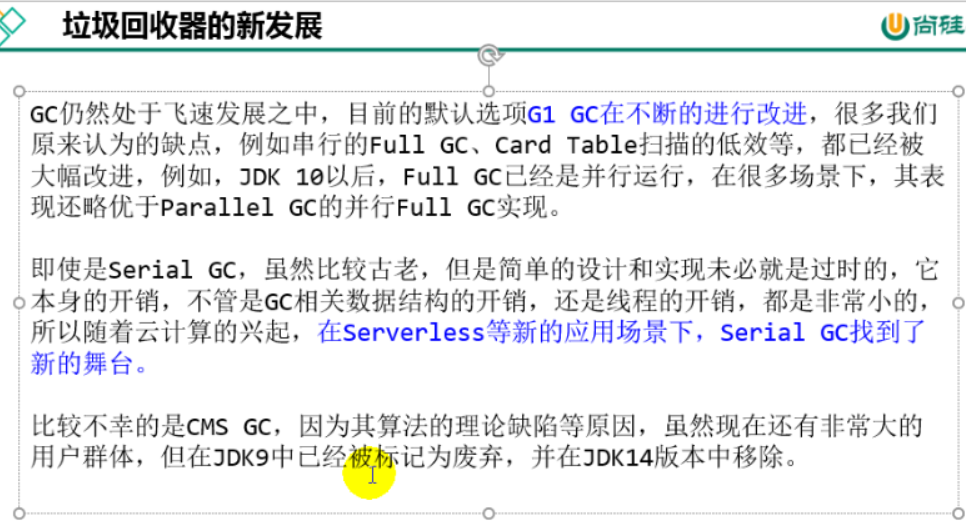 垃圾回收器的新发展
尚硅
GC仍然处于飞速发展之中，目前的默认选项G1 GC在不断的进行改进，很多我们
原来认为的缺点，例如串行的Full GC、Card Table扫描的低效等，都已经被
大幅改进，例如，JDK 10以后，Full GC已经是并行运行，在很多场景下，其表
现还略优于Parallel GC的并行Full GC实现。
即使是Serial GC，虽然比较古老，但是简单的设计和实现未必就是过时的，它
本身的开销，不管是GC相关数据结构的开销，还是线程的开销，都是非常小的，
所以随着云计算的兴起，在Serverless等新的应用场景下，Serial GC找到了
新的舞台。
比较不幸的是CMS GC，因为其算法的理论缺陷等原因，虽然现在还有非常大的
用户群体，但在JDK9中已经被标记为废弃，并在JDK14版本中移除。